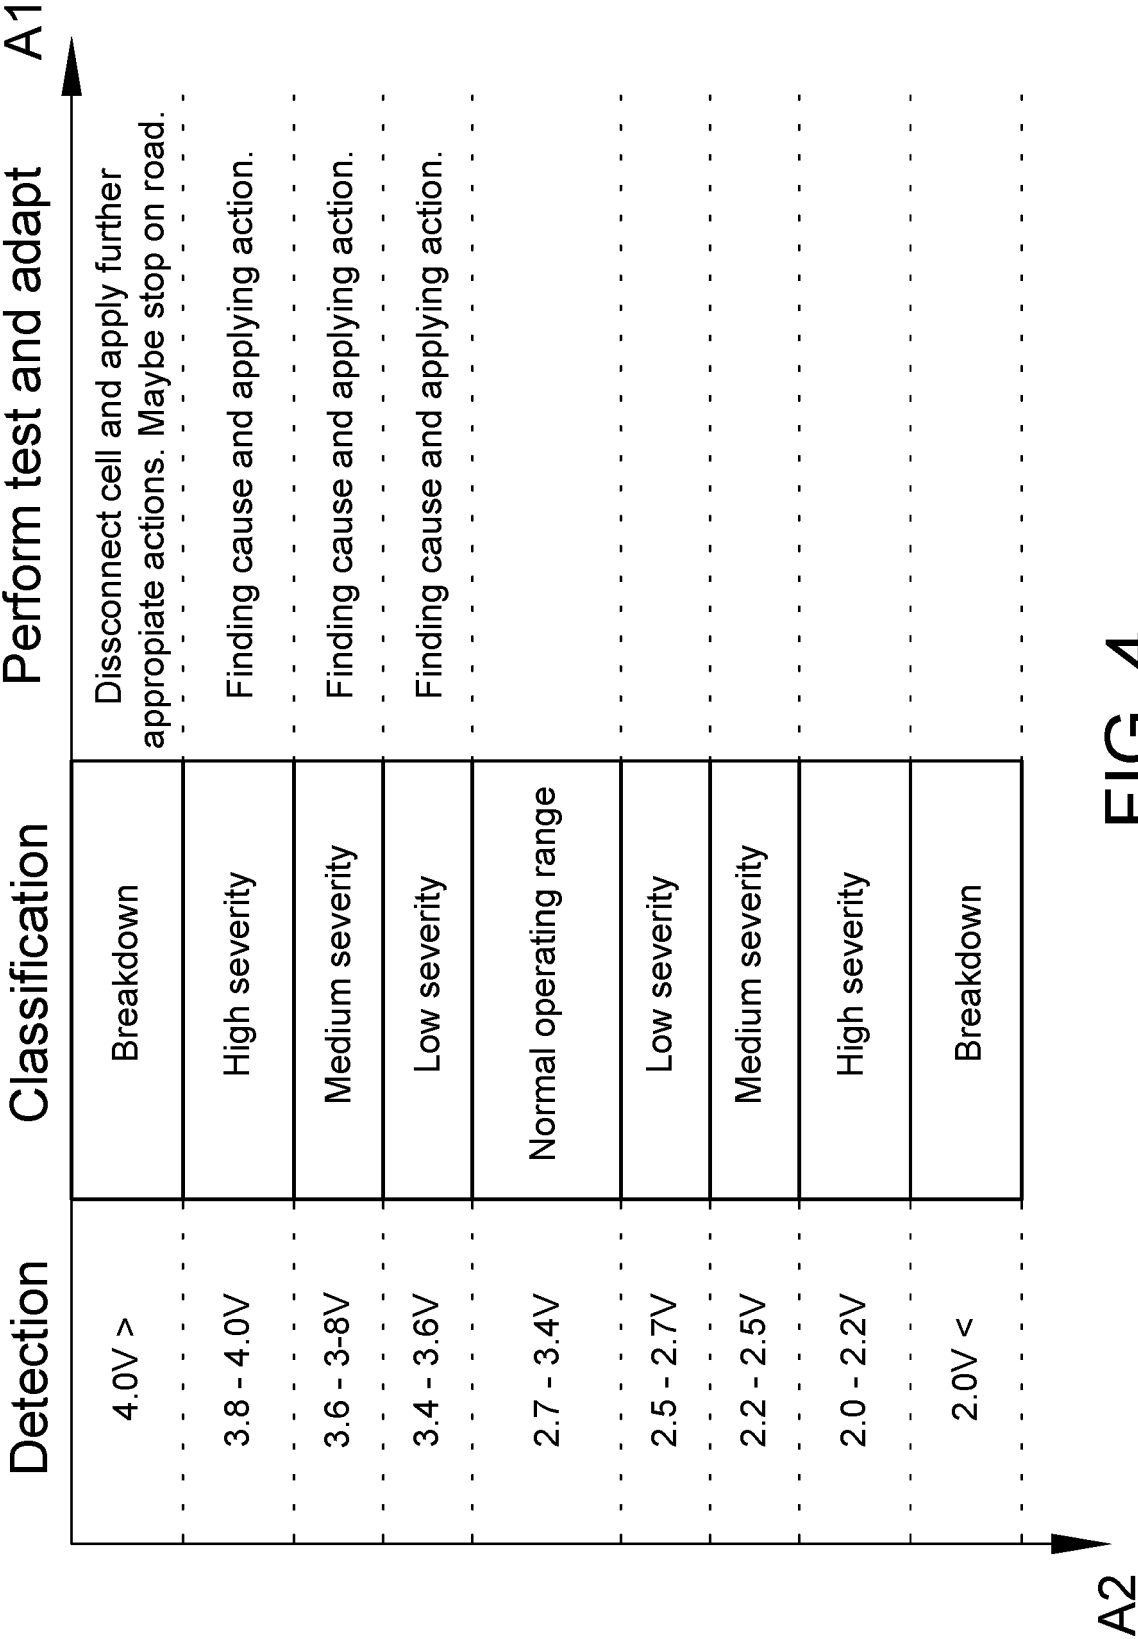 Detection
Classification
Perform test and adapt
A1
4.0V >
Breakdown
Dissconnect cell and apply further
appropiate actions. Maybe stop on road.
3.8 - 4.0V
High severity
Finding cause and applying action.
3.6 - 3-8V
Medium severity
Finding cause and applying action.
3.4 - 3.6V
Low severity
Finding cause and applying action.
2.7 - 3.4V
Normal operating range
2.5 - 2.7V
Low severity
2.2 - 2.5V
Medium severity
2.0 - 2.2V
High severity
2.0V <
Breakdown
A2
FIG. 4